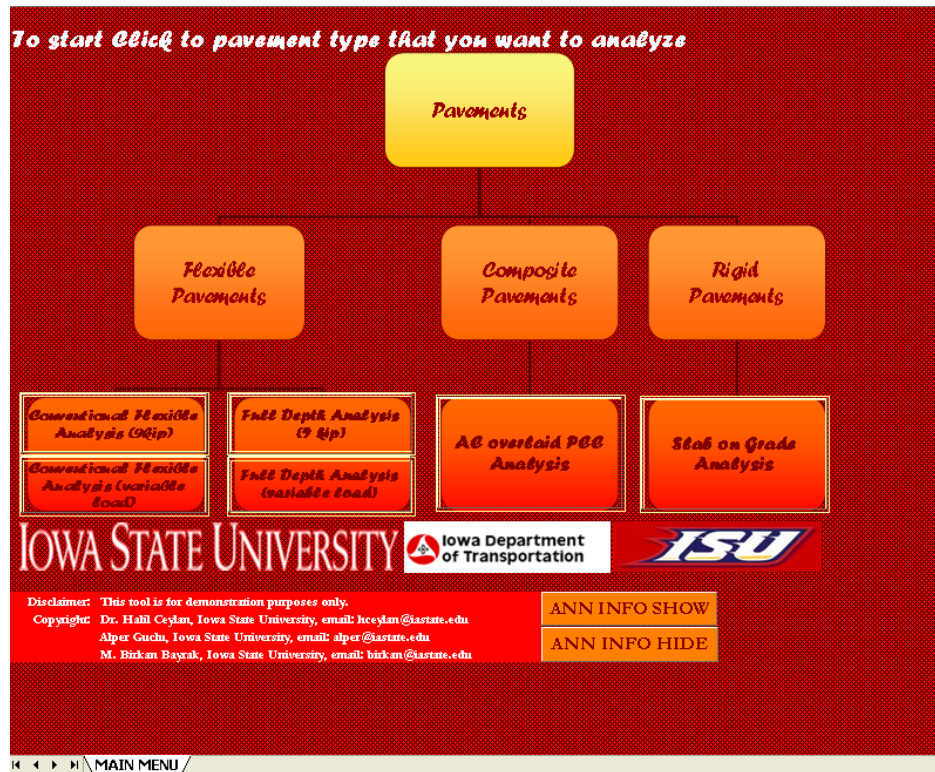 To start Click to pavement type that you want to analyze
Pavements
Flexible
Pavements
Composite
Pavements
Rigid
Pavements
Conventional Flexible
Analysis (9kip)
Full Depth Analysis
(9 kip)
AC overlaid PCC
Analysis
Slab on Grade
Analysis
Conventional Flexible
Analysis (variable
load)
Full Depth Analysis
(variable load)
IOWA STATE UNIVERSITY
Iowa Department
of Transportation
ISU
Disclaimer: This tool is for demonstration purposes only.
Copyright: Dr. Halil Ceylan, Iowa State University, email: hceylan@iastate.edu
Alper Guclu, Iowa State University, email: alper@iastate.edu
M. Birkan Bayrak, Iowa State University, email: birkan@iastate.edu
ANN INFO SHOW
ANN INFO HIDE
MAIN MENU